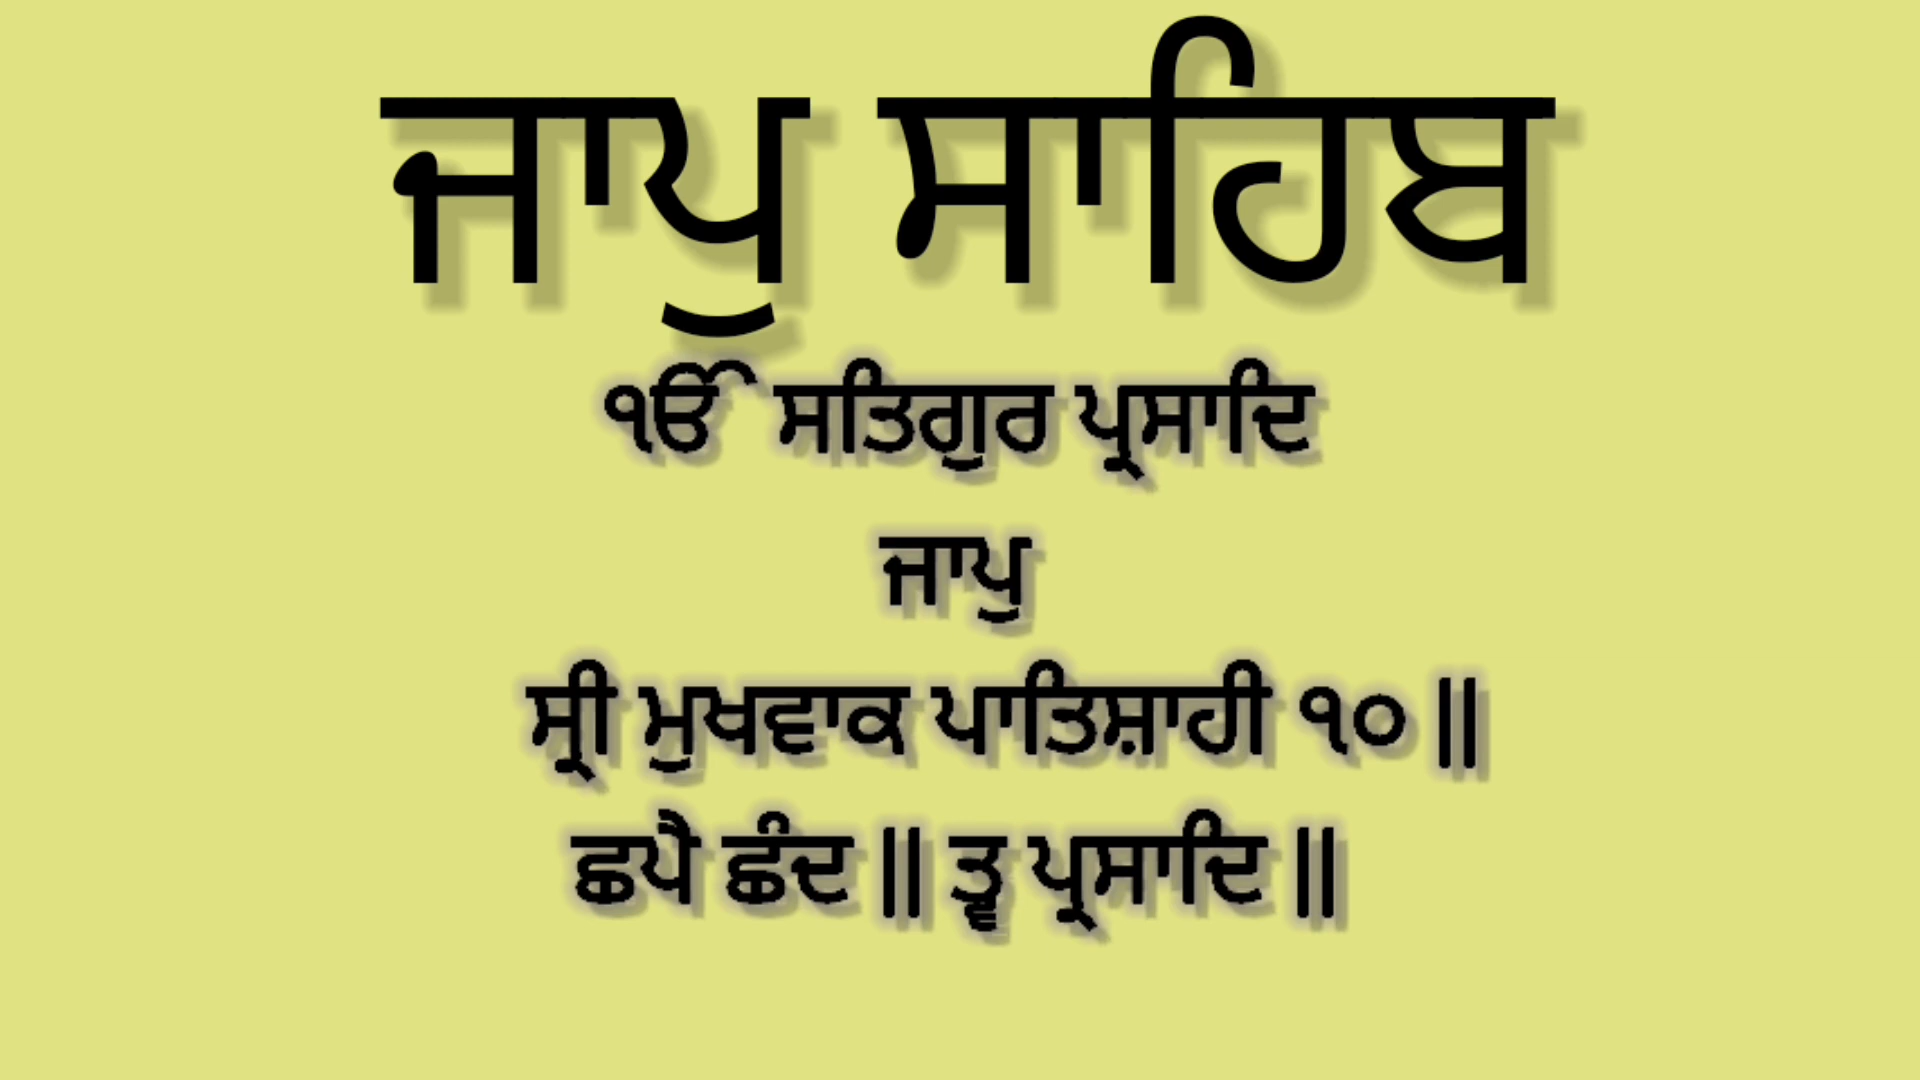 ਜਾਪੁ ਸਾਹਿਬ
ੴ ਸਤਿਗੁਰ ਪ੍ਰਸਾਦਿ
ਜਾਪੁ
ਸ੍ਰੀ ਮੁਖਵਾਕ ਪਾਤਿਸ਼ਾਹੀ ੧੦॥
ਛਪੈ ਛੰਦ॥ ਤ੍ਵ ਪ੍ਰਸਾਦਿ॥